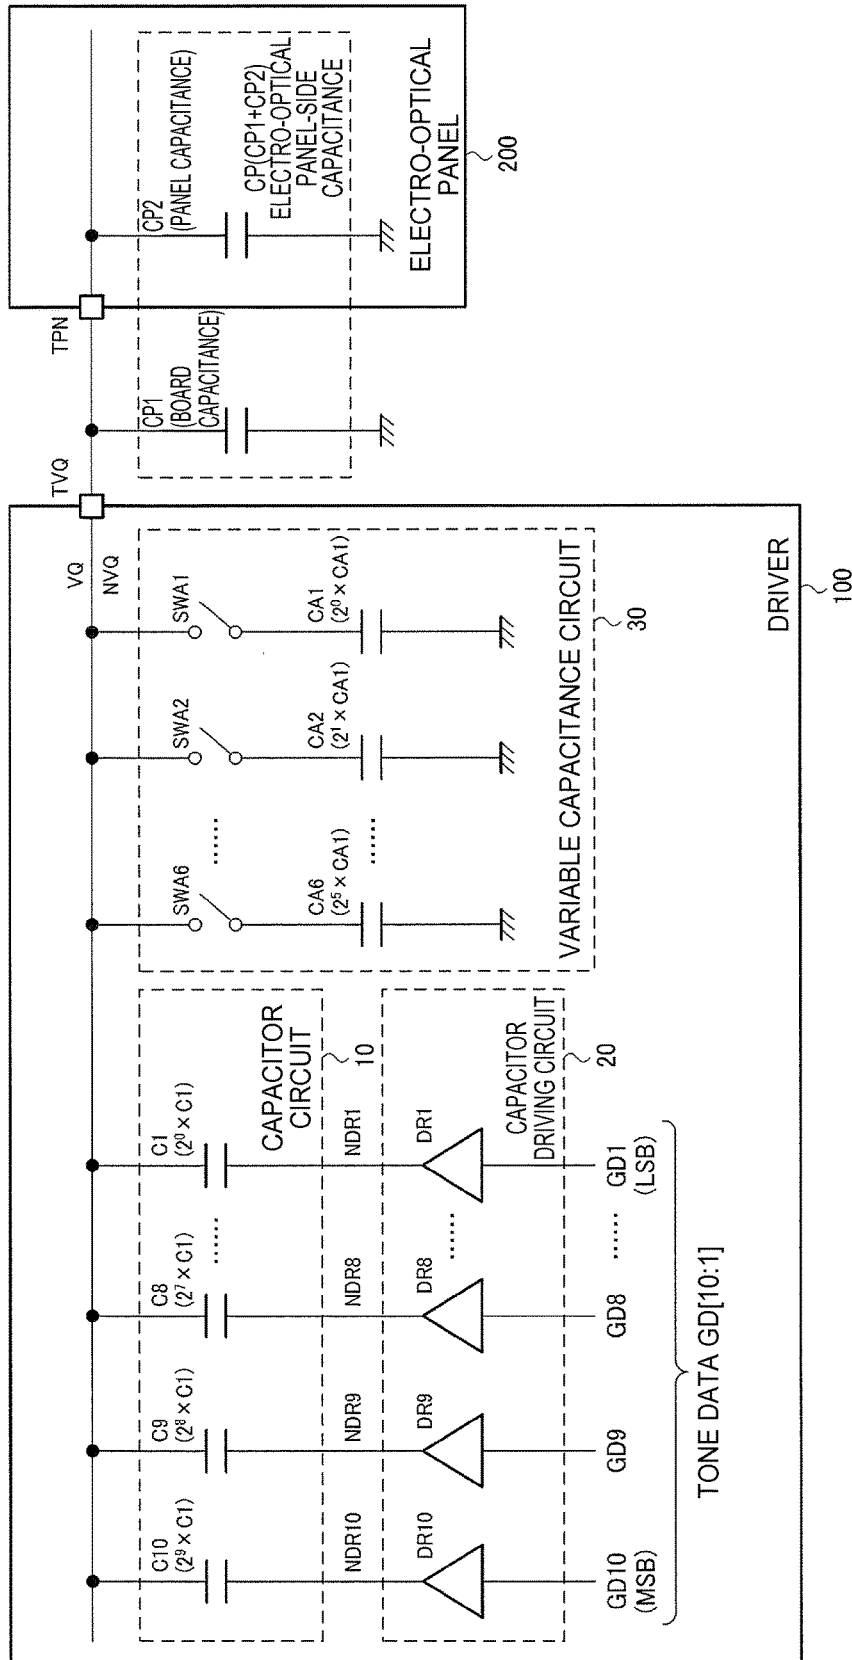 VQ
NVQ
TVQ
TPN
C10
(2⁹ × C1)
C9
(2⁸ × C1)
C8
(2⁷ × C1)
......
C1
(2⁰ × C1)
CAPACITOR
CIRCUIT
10
NDR10
NDR9
NDR8
NDR1
DR10
DR9
DR8
......
DR1
CAPACITOR
DRIVING CIRCUIT
20
GD10
(MSB)
GD9
GD8
......
GD1
(LSB)
TONE DATA GD[10:1]
SWA6
......
SWA2
SWA1
CA6
(2⁵ × CA1)
......
CA2
(2¹ × CA1)
CA1
(2⁰ × CA1)
VARIABLE CAPACITANCE CIRCUIT
30
DRIVER
100
CP1
(BOARD
CAPACITANCE)
CP2
(PANEL CAPACITANCE)
CP(CP1+CP2)
ELECTRO-OPTICAL
PANEL-SIDE
CAPACITANCE
ELECTRO-OPTICAL
PANEL
200